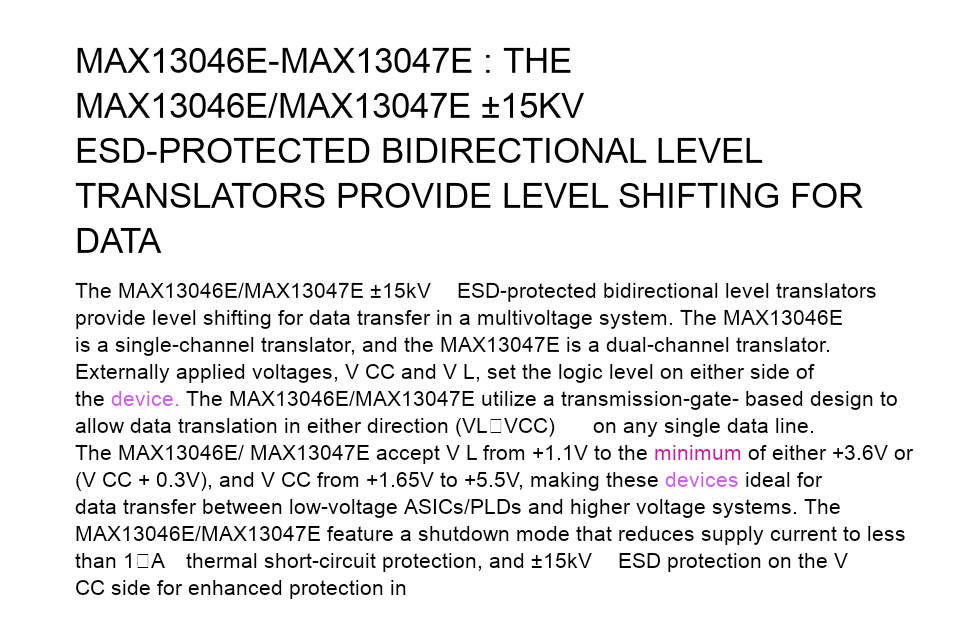 MAX13046E-MAX13047E : THE
MAX13046E/MAX13047E ±15KV
ESD-PROTECTED BIDIRECTIONAL LEVEL
TRANSLATORS PROVIDE LEVEL SHIFTING FOR
DATA
The MAX13046E/MAX13047E ±15kV ESD-protected bidirectional level translators
provide level shifting for data transfer in a multivoltage system. The MAX13046E
is a single-channel translator, and the MAX13047E is a dual-channel translator.
Externally applied voltages, V CC and V L, set the logic level on either side of
the device. The MAX13046E/MAX13047E utilize a transmission-gate- based design to
allow data translation in either direction (VL□VCC) on any single data line.
The MAX13046E/ MAX13047E accept V L from +1.1V to the minimum of either +3.6V or
(V CC + 0.3V), and V CC from +1.65V to +5.5V, making these devices ideal for
data transfer between low-voltage ASICs/PLDs and higher voltage systems. The
MAX13046E/MAX13047E feature a shutdown mode that reduces supply current to less
than 1□A thermal short-circuit protection, and ±15kV ESD protection on the V
CC side for enhanced protection in